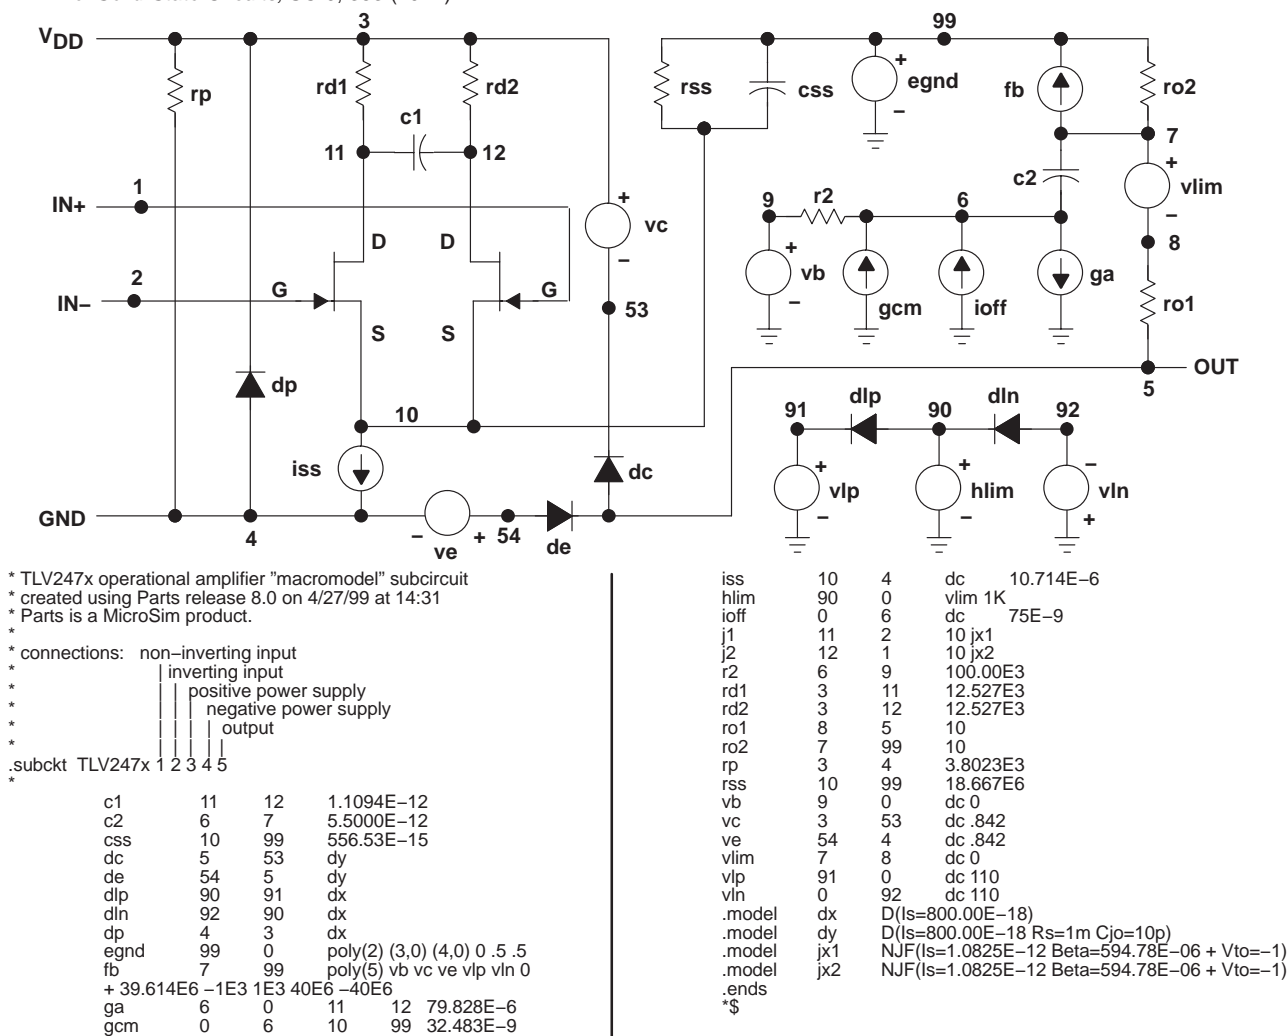 3
99
VDD
rp
rd1
rd2
c1
11
12
rss
css
egnd
+
−
fb
ro2
7
c2
+
vlim
−
8
1
IN+
2
IN−
D
D
G
G
S
S
+
vc
−
53
9
r2
6
+
vb
−
gcm
ioff
ga
ro1
OUT
5
dp
10
iss
dc
GND
4
−
ve
+
54
de
91
dlp
90
dln
92
+
vlp
−
+
hlim
−
−
vln
+
* TLV247x operational amplifier ”macromodel” subcircuit
* created using Parts release 8.0 on 4/27/99 at 14:31
* Parts is a MicroSim product.
*
* connections: non−inverting input
* | inverting input
* | | positive power supply
* | | | negative power supply
* | | | | output
* | | | | |
.subckt TLV247x 1 2 3 4 5
*
c1 11 12 1.1094E−12
c2 6 7 5.5000E−12
css 10 99 556.53E−15
dc 5 53 dy
de 54 5 dy
dlp 90 91 dx
dln 92 90 dx
dp 4 3 dx
egnd 99 0 poly(2) (3,0) (4,0) 0 .5 .5
fb 7 99 poly(5) vb vc ve vlp vln 0
+ 39.614E6 −1E3 1E3 40E6 −40E6
ga 6 0 11 12 79.828E−6
gcm 0 6 10 99 32.483E−9
iss 10 4 dc 10.714E−6
hlim 90 0 vlim 1K
ioff 0 6 dc 75E−9
j1 11 2 10 jx1
j2 12 1 10 jx2
r2 6 9 100.00E3
rd1 3 11 12.527E3
rd2 3 12 12.527E3
ro1 8 5 10
ro2 7 99 10
rp 3 4 3.8023E3
rss 10 99 18.667E6
vb 9 0 dc 0
vc 3 53 dc .842
ve 54 4 dc .842
vlim 7 8 dc 0
vlp 91 0 dc 110
vln 0 92 dc 110
.model dx D(Is=800.00E−18)
.model dy D(Is=800.00E−18 Rs=1m Cjo=10p)
.model jx1 NJF(Is=1.0825E−12 Beta=594.78E−06 + Vto=−1)
.model jx2 NJF(Is=1.0825E−12 Beta=594.78E−06 + Vto=−1)
.ends
*$